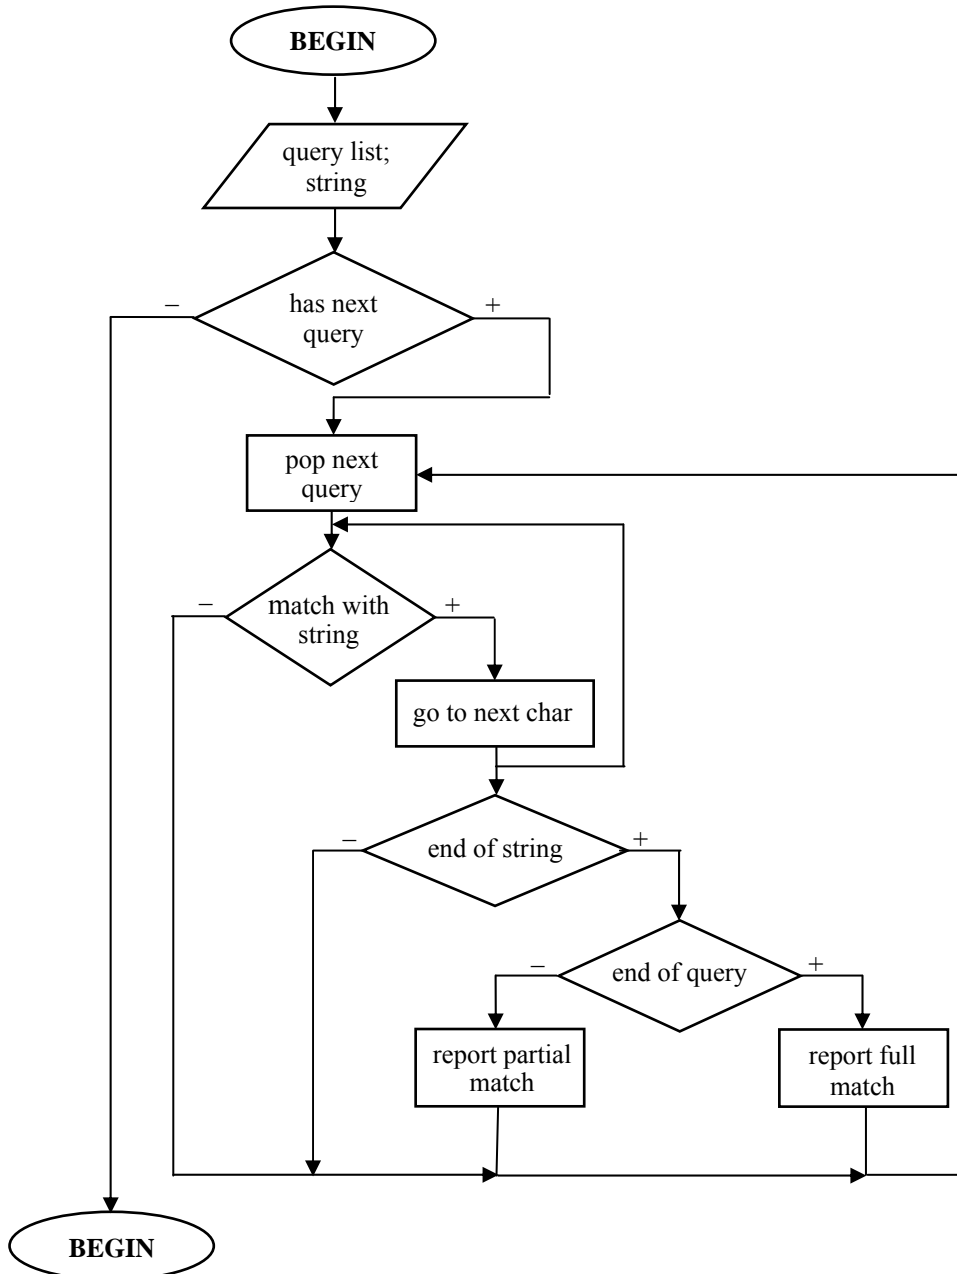 BEGIN
query list;
string
–
has next
query
+
pop next
query
–
match with
string
+
go to next char
–
end of string
+
–
end of query
+
report partial
match
report full
match
BEGIN